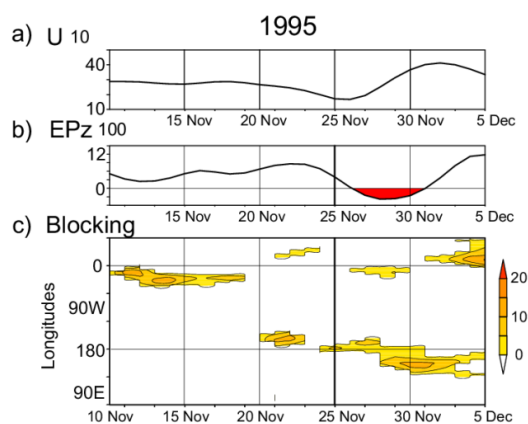 1995
a) U 10
40
10
15 Nov 20 Nov 25 Nov 30 Nov 5 Dec
b) EPz 100
12
0
15 Nov 20 Nov 25 Nov 30 Nov 5 Dec
c) Blocking
Longitudes
0
90W
180
90E
10 Nov 15 Nov 20 Nov 25 Nov 30 Nov 5 Dec
20
10
0